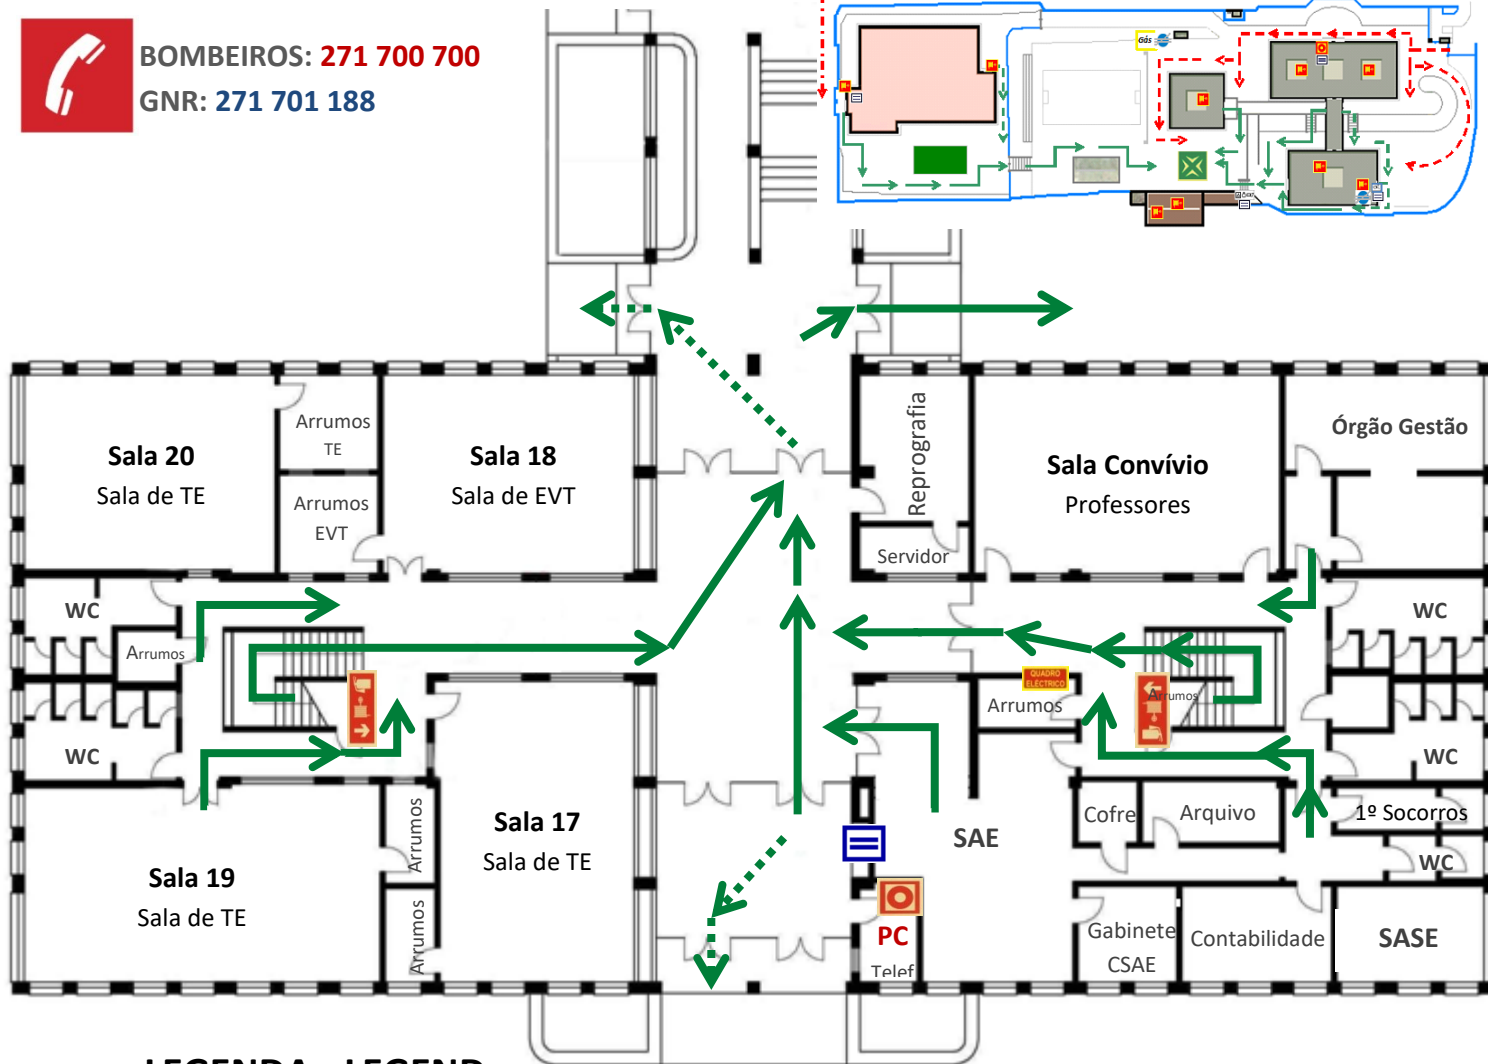 BOMBEIROS: 271 700 700
GNR: 271 701 188
Gás
Sala 20
Sala de TE
Arrumos
TE
Arrumos
EVT
Sala 18
Sala de EVT
Reprografia
Servidor
Sala Convívio
Professores
Órgão Gestão
WC
Arrumos
WC
WC
QUADRO
ELÉCTRICO
Arrumos
Arrumos
WC
Sala 19
Sala de TE
Arrumos
Arrumos
Sala 17
Sala de TE
SAE
Cofre
Arquivo
1º Socorros
WC
PC
Telef
Gabinete
CSAE
Contabilidade
SASE
LEGENDA - LEGEND